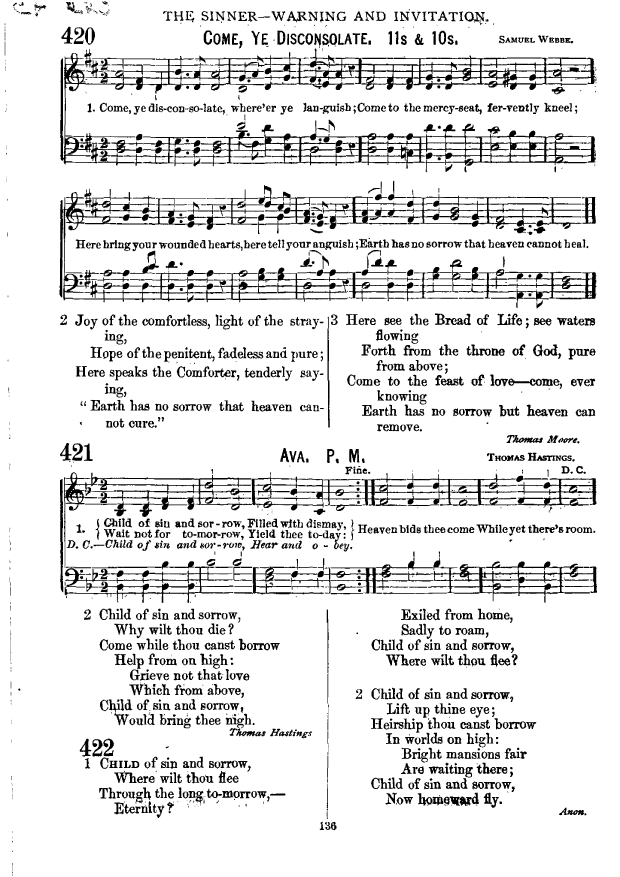 THE SINNER—WARNING AND INVITATION.
420
COME, YE DISCONSOLATE. 11s & 10s.
SAMUEL WEBBE.
1. Come, ye dis-con-so-late, where'er ye lan-guish; Come to the mercy-seat, fer-vently kneel;
Here bring your wounded hearts, here tell your anguish; Earth has no sorrow that heaven cannot heal.
2 Joy of the comfortless, light of the stray-
ing,
Hope of the penitent, fadeless and pure;
Here speaks the Comforter, tenderly say-
ing,
"Earth has no sorrow that heaven can-
not cure."
3 Here see the Bread of Life; see waters
flowing
Forth from the throne of God, pure
from above;
Come to the feast of love—come, ever
knowing
Earth has no sorrow but heaven can
remove.
Thomas Moore.
421
AVA. P. M.
THOMAS HASTINGS.
Fine.
D. C.
1. { Child of sin and sor-row, Filled with dismay, } Heaven bids thee come While yet there's room.
{ Wait not for to-mor-row, Yield thee to-day: }
D. C.—Child of sin and sor-row, Hear and o-bey.
2 Child of sin and sorrow,
Why wilt thou die?
Come while thou canst borrow
Help from on high:
Grieve not that love
Which from above,
Child of sin and sorrow,
Would bring thee nigh.
Thomas Hastings
422
1 CHILD of sin and sorrow,
Where wilt thou flee
Through the long to-morrow,—
Eternity?
Exiled from home,
Sadly to roam,
Child of sin and sorrow,
Where wilt thou flee?
2 Child of sin and sorrow,
Lift up thine eye;
Heirship thou canst borrow
In worlds on high:
Bright mansions fair
Are waiting there;
Child of sin and sorrow,
Now homeward fly.
Anon.
136